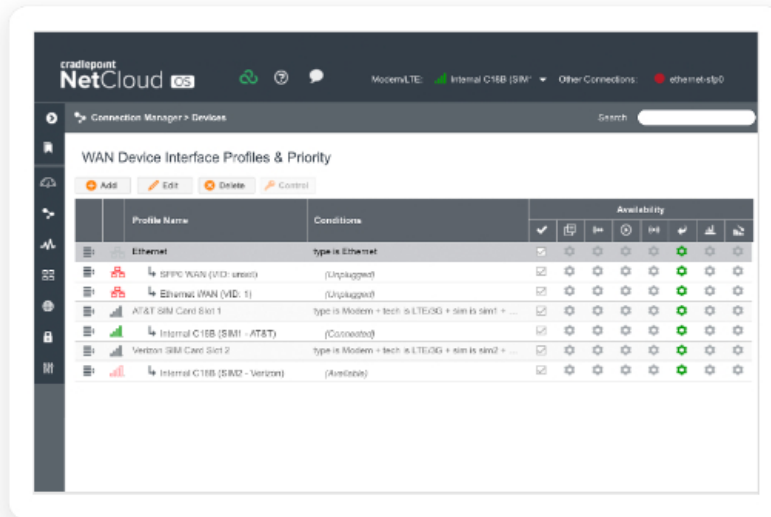 cradlepoint
NetCloud OS
Modem/LTE: Internal C18B (SIM1 Other Connections: ethernet-sfp0
Connection Manager > Devices
Search
WAN Device Interface Profiles & Priority
Add Edit Delete Control
Availability
Profile Name Conditions
Ethernet type is Ethernet
SFP0 WAN (VID: unset) (Unplugged)
Ethernet WAN (VID: 1) (Unplugged)
AT&T SIM Card Slot 1 type is Modem + tech is LTE/3G + sim is sim1 + ...
Internal C18B (SIM1 - AT&T) (Connected)
Verizon SIM Card Slot 2 type is Modem + tech is LTE/3G + sim is sim2 + ...
Internal C18B (SIM2 - Verizon) (Available)